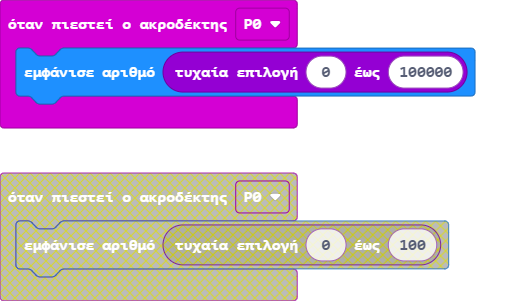 όταν πιεστεί ο ακροδέκτης P0
εμφάνισε αριθμό τυχαία επιλογή 0 έως 100000
όταν πιεστεί ο ακροδέκτης P0
εμφάνισε αριθμό τυχαία επιλογή 0 έως 100